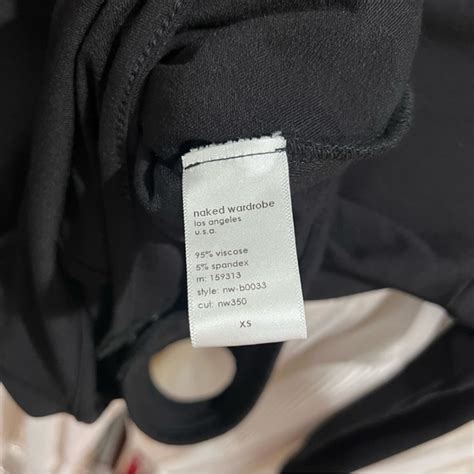 naked wardrobe
los angeles
u.s.a.
95% viscose
5% spandex
m: 159313
style: nw-b0033
cut: nw350
XS